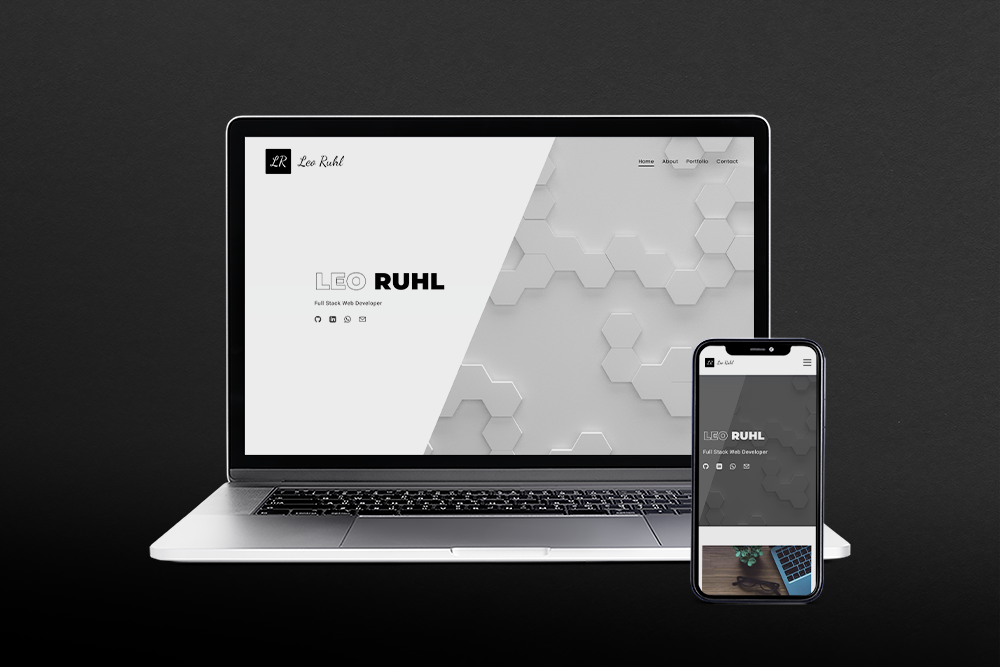 LR Leo Ruhl
Home About Portfolio Contact
LEO RUHL
Full Stack Web Developer
LR Leo Ruhl
LEO RUHL
Full Stack Web Developer